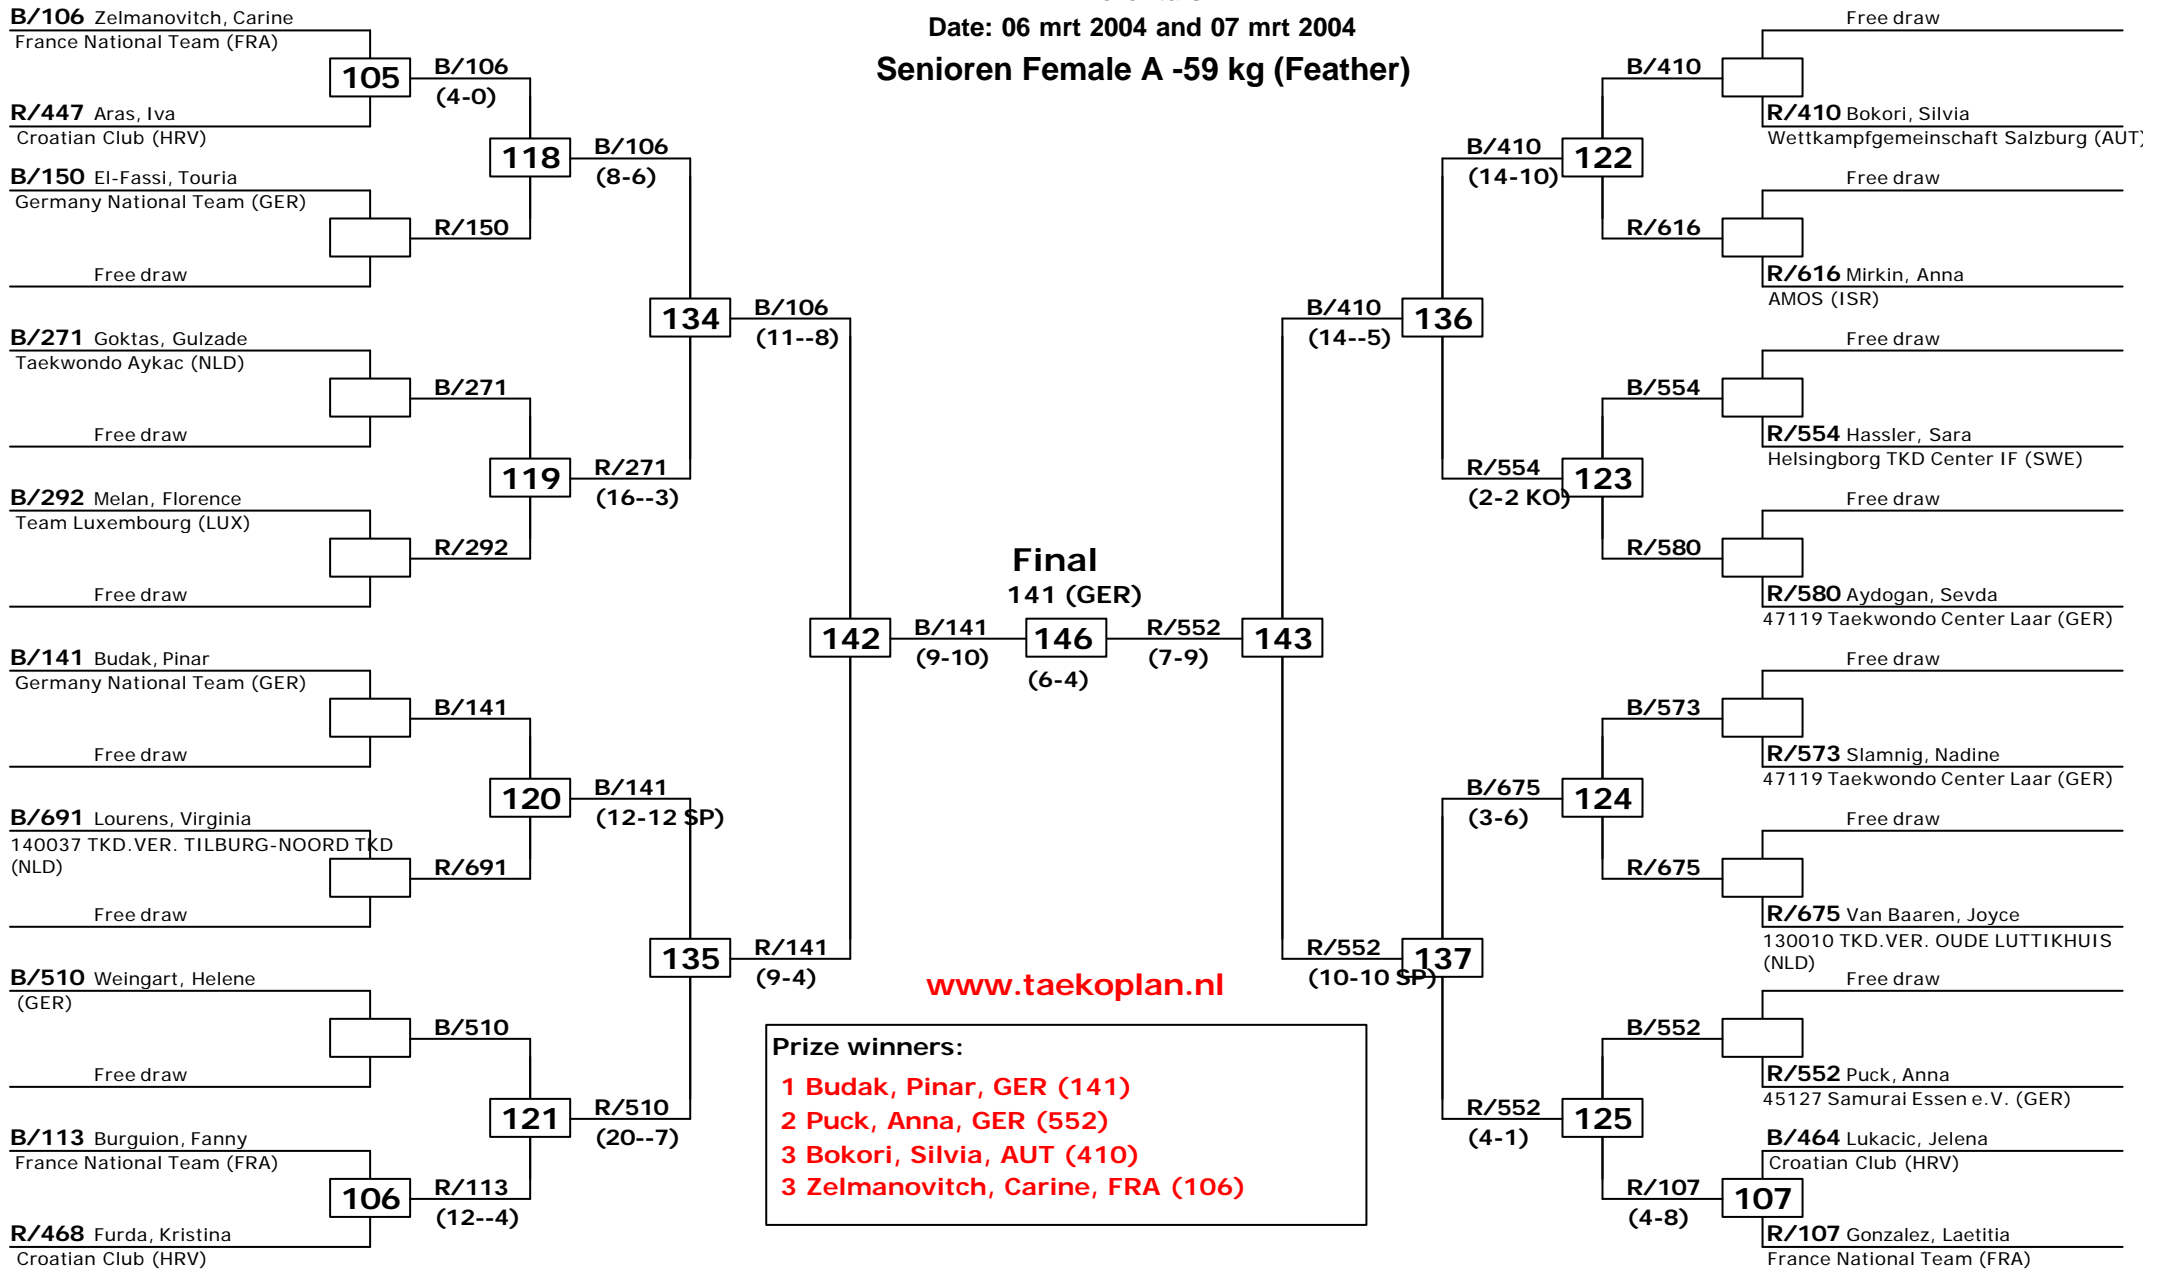 Date: 06 mrt 2004 and 07 mrt 2004
Senioren Female A -59 kg (Feather)
B/106 Zelmanovitch, Carine
France National Team (FRA)
105
B/106
(4-0)
R/447 Aras, Iva
Croatian Club (HRV)
118
B/106
(8-6)
B/150 El-Fassi, Touria
Germany National Team (GER)
R/150
Free draw
134
B/106
(11--8)
B/271 Goktas, Gulzade
Taekwondo Aykac (NLD)
B/271
Free draw
119
R/271
(16--3)
B/292 Melan, Florence
Team Luxembourg (LUX)
R/292
Free draw
142
B/141
(9-10)
B/141 Budak, Pinar
Germany National Team (GER)
B/141
Free draw
120
B/141
(12-12 SP)
B/691 Lourens, Virginia
140037 TKD.VER. TILBURG-NOORD TKD
(NLD)
R/691
Free draw
135
R/141
(9-4)
B/510 Weingart, Helene
(GER)
B/510
Free draw
121
R/510
(20--7)
B/113 Burguion, Fanny
France National Team (FRA)
106
R/113
(12--4)
R/468 Furda, Kristina
Croatian Club (HRV)
Final
141 (GER)
146
(6-4)
R/552
(7-9)
143
www.taekoplan.nl
Prize winners:
1 Budak, Pinar, GER (141)
2 Puck, Anna, GER (552)
3 Bokori, Silvia, AUT (410)
3 Zelmanovitch, Carine, FRA (106)
Free draw
B/410
R/410 Bokori, Silvia
Wettkampfgemeinschaft Salzburg (AUT)
B/410
(14-10)
122
Free draw
R/616
R/616 Mirkin, Anna
AMOS (ISR)
B/410
(14--5)
136
Free draw
B/554
R/554 Hassler, Sara
Helsingborg TKD Center IF (SWE)
R/554
(2-2 KO)
123
Free draw
R/580
R/580 Aydogan, Sevda
47119 Taekwondo Center Laar (GER)
Free draw
B/573
R/573 Slamnig, Nadine
47119 Taekwondo Center Laar (GER)
B/675
(3-6)
124
Free draw
R/675
R/675 Van Baaren, Joyce
130010 TKD.VER. OUDE LUTTIKHUIS
(NLD)
R/552
(10-10 SP)
137
Free draw
B/552
R/552 Puck, Anna
45127 Samurai Essen e.V. (GER)
R/552
(4-1)
125
B/464 Lukacic, Jelena
Croatian Club (HRV)
R/107
(4-8)
107
R/107 Gonzalez, Laetitia
France National Team (FRA)